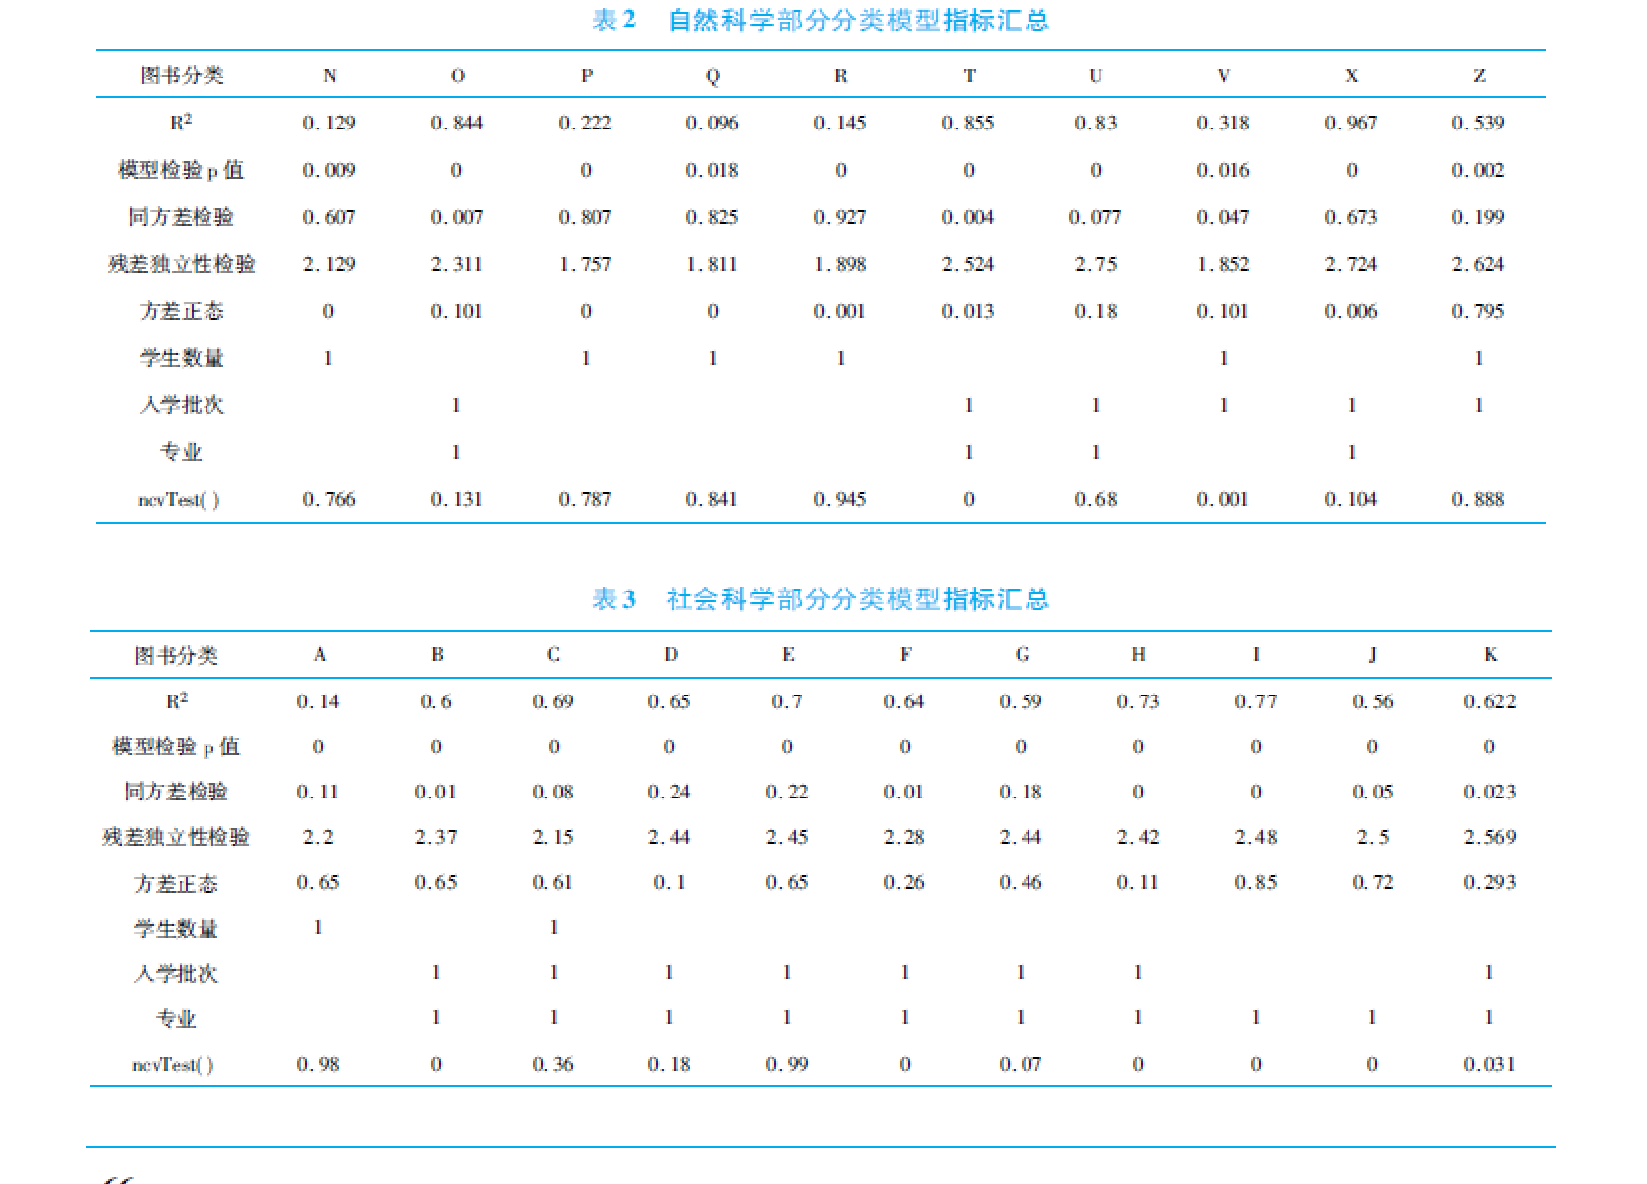 表 2 自然科学部分分类模型指标汇总
图书分类 N O P Q R T U V X Z
R² 0.129 0.844 0.222 0.096 0.145 0.855 0.83 0.318 0.967 0.539
模型检验 p 值 0.009 0 0 0.018 0 0 0 0.016 0 0.002
同方差检验 0.607 0.007 0.807 0.825 0.927 0.004 0.077 0.047 0.673 0.199
残差独立性检验 2.129 2.311 1.757 1.811 1.898 2.524 2.75 1.852 2.724 2.624
方差正态 0 0.101 0 0 0.001 0.013 0.18 0.101 0.006 0.795
学生数量 1 1 1 1 1 1
入学批次 1 1 1 1 1 1
专业 1 1 1 1
ncvTest() 0.766 0.131 0.787 0.841 0.945 0 0.68 0.001 0.104 0.888
表 3 社会科学部分分类模型指标汇总
图书分类 A B C D E F G H I J K
R² 0.14 0.6 0.69 0.65 0.7 0.64 0.59 0.73 0.77 0.56 0.622
模型检验 p 值 0 0 0 0 0 0 0 0 0 0 0
同方差检验 0.11 0.01 0.08 0.24 0.22 0.01 0.18 0 0 0.05 0.023
残差独立性检验 2.2 2.37 2.15 2.44 2.45 2.28 2.44 2.42 2.48 2.5 2.569
方差正态 0.65 0.65 0.61 0.1 0.65 0.26 0.46 0.11 0.85 0.72 0.293
学生数量 1 1
入学批次 1 1 1 1 1 1 1 1
专业 1 1 1 1 1 1 1 1 1 1
ncvTest() 0.98 0 0.36 0.18 0.99 0 0.07 0 0 0 0.031